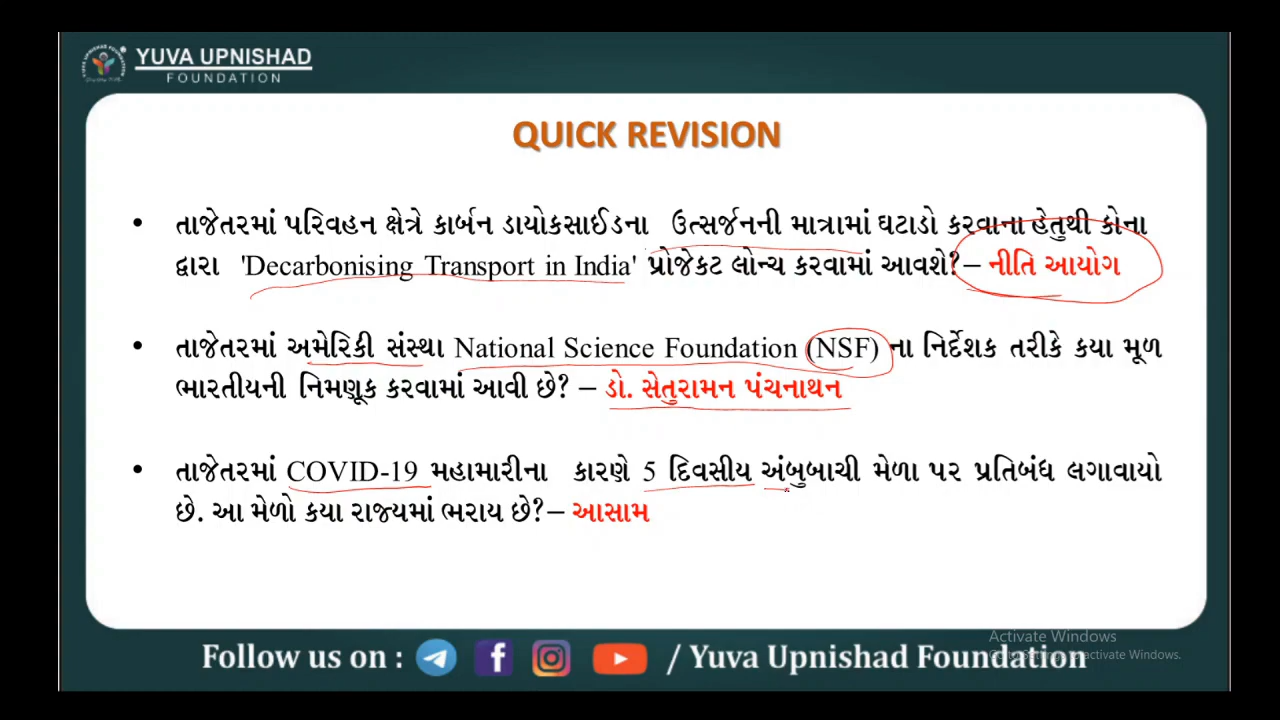 YUVA UPNISHAD
FOUNDATION
QUICK REVISION
• તાજેતરમાં પરિવહન ક્ષેત્રે કાર્બન ડાયોકસાઈડના ઉત્સર્જનની માત્રામાં ઘટાડો કરવાના હેતુથી કોના
દ્વારા 'Decarbonising Transport in India' પ્રોજેકટ લોન્ચ કરવામાં આવશે?– નીતિ આયોગ
• તાજેતરમાં અમેરિકી સંસ્થા National Science Foundation (NSF) ના નિર્દેશક તરીકે કયા મૂળ
ભારતીયની નિમણૂક કરવામાં આવી છે? – ડો. સેતુરામન પંચનાથન
• તાજેતરમાં COVID-19 મહામારીના કારણે 5 દિવસીય અંબુબાચી મેળા પર પ્રતિબંધ લગાવાયો
છે. આ મેળો કયા રાજ્યમાં ભરાય છે?– આસામ
Activate Windows
Follow us on : / Yuva Upnishad Foundation